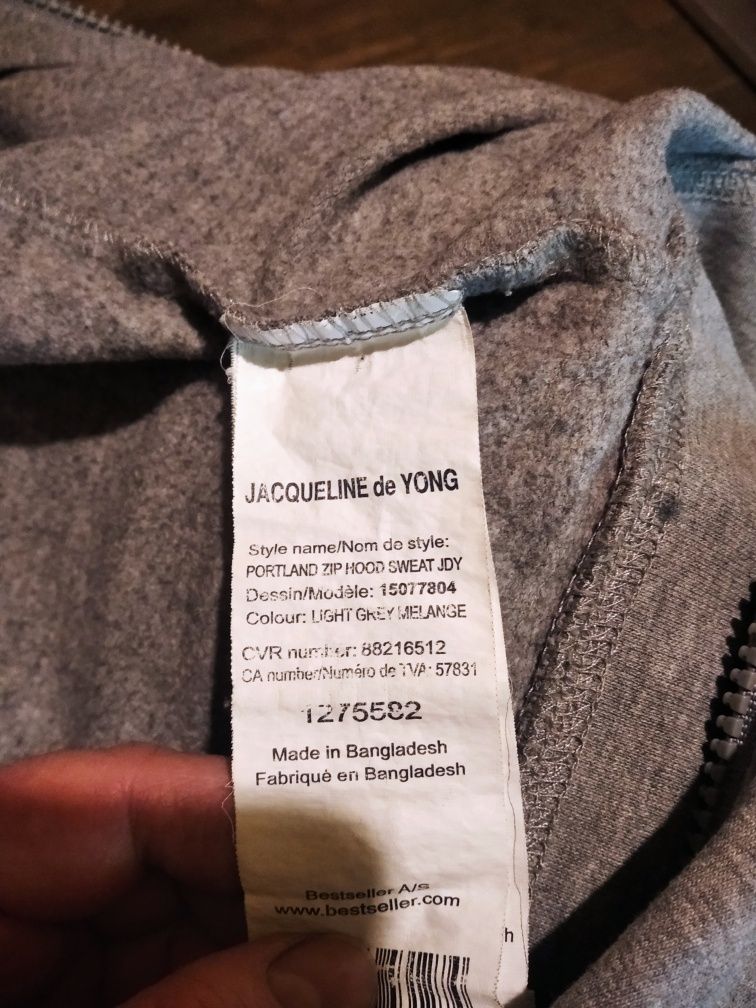 JACQUELINE de YONG
Style name/Nom de style:
PORTLAND ZIP HOOD SWEAT JDY
Dessin/Modèle: 15077804
Colour: LIGHT GREY MELANGE
CVR number: 88216512
CA number/Numéro de TVA: 57831
1275582
Made in Bangladesh
Fabriqué en Bangladesh
Bestseller A/s
www.bestseller.com
h